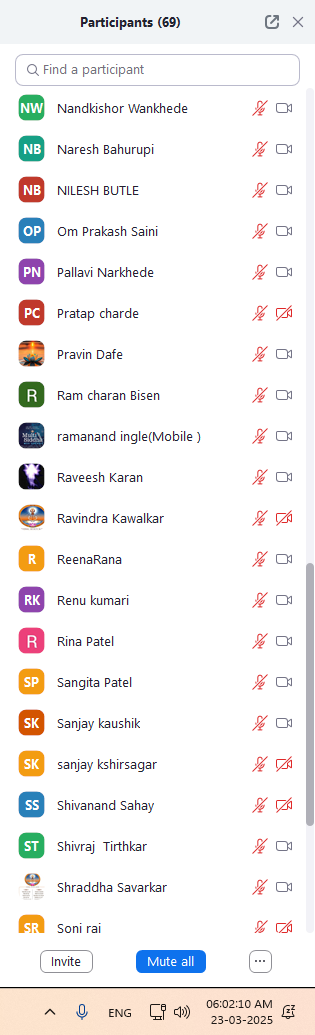 Participants (69)
Find a participant
NW Nandkishor Wankhede
NB Naresh Bahurupi
NB NILESH BUTLE
OP Om Prakash Saini
PN Pallavi Narkhede
PC Pratap charde
Pravin Dafe
R Ram charan Bisen
ramanand ingle(Mobile )
Raveesh Karan
Ravindra Kawalkar
R ReenaRana
RK Renu kumari
R Rina Patel
SP Sangita Patel
SK Sanjay kaushik
SK sanjay kshirsagar
SS Shivanand Sahay
ST Shivraj  Tirthkar
Shraddha Savarkar
SR Soni rai
Invite Mute all ...
ENG 06:02:10 AM
23-03-2025